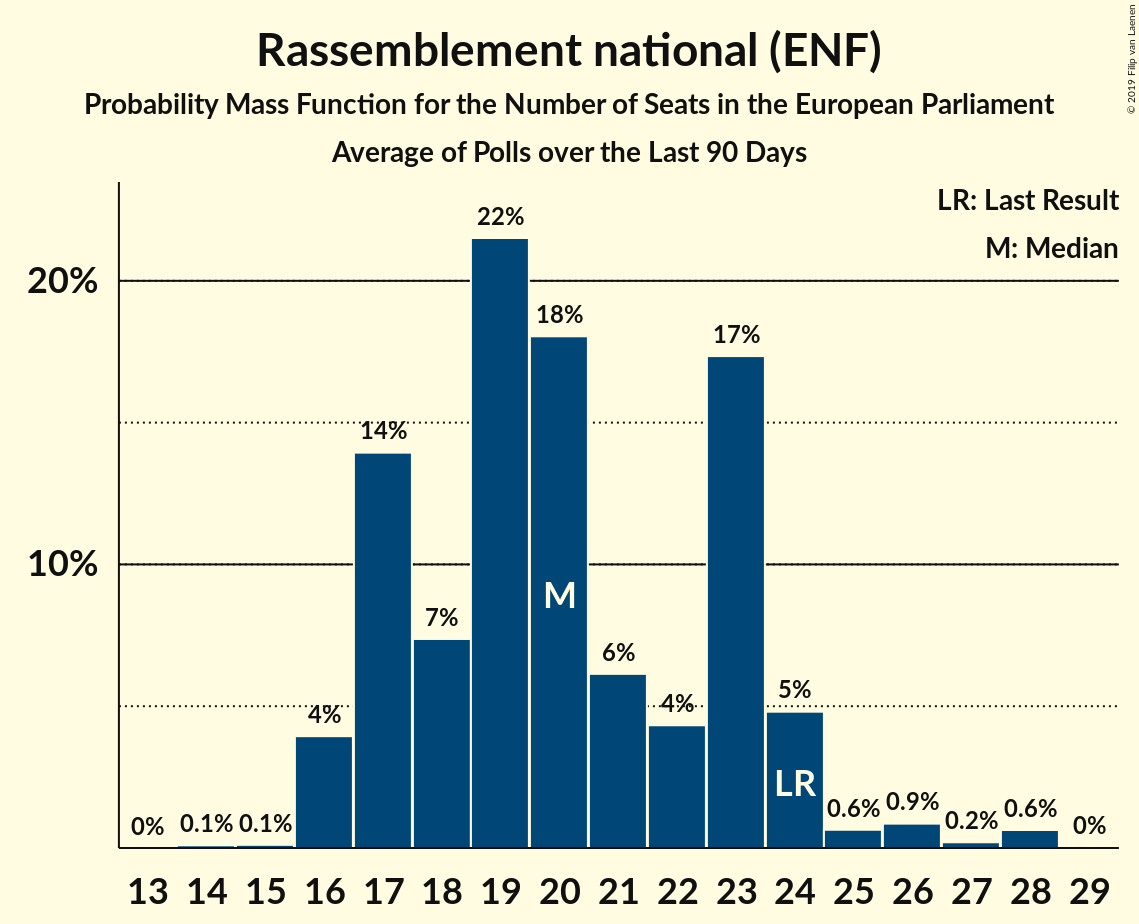 Rassemblement national (ENF)
Probability Mass Function for the Number of Seats in the European Parliament
Average of Polls over the Last 90 Days
© 2019 Filip van Laenen
LR: Last Result
M: Median
20%
10%
0% 0.1% 0.1% 4% 14% 7% 22% 18% 6% 4% 17% 5% 0.6% 0.9% 0.2% 0.6% 0%
M
LR
13 14 15 16 17 18 19 20 21 22 23 24 25 26 27 28 29